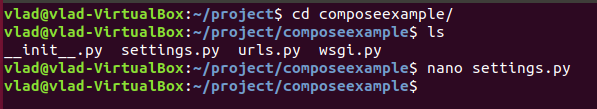 vlad@vlad-VirtualBox:~/project$ cd composeexample/
vlad@vlad-VirtualBox:~/project/composeexample$ ls
__init__.py  settings.py  urls.py  wsgi.py
vlad@vlad-VirtualBox:~/project/composeexample$ nano settings.py
vlad@vlad-VirtualBox:~/project/composeexample$